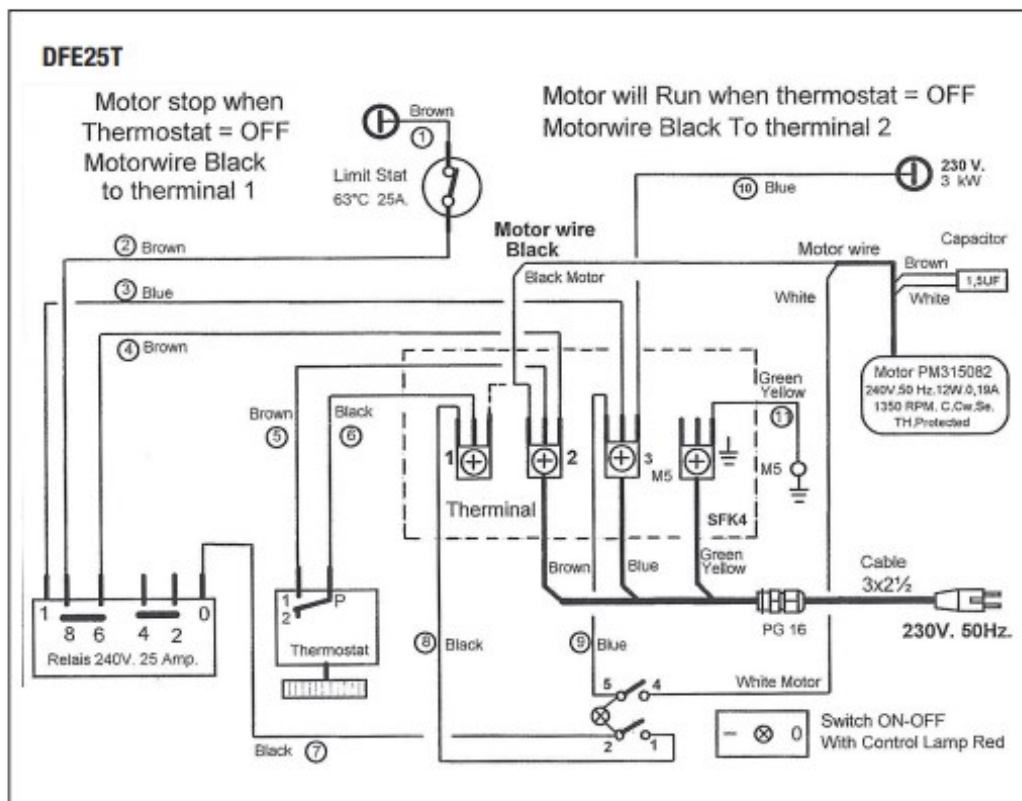 DFE25T
Motor stop when
Thermostat = OFF
Motorwire Black
to therminal 1
Motor will Run when thermostat = OFF
Motorwire Black To therminal 2
Brown
1
Limit Stat
63°C 25A.
10 Blue
230 V.
3 kW
2 Brown
Motor wire
Black
Black Motor
Motor wire
Capacitor
Brown
White
1,5UF
White
3 Blue
4 Brown
Motor PM315082
240V,50 Hz.12W.0,19A
1350 RPM. C,Cw,Se.
TH,Protected
Green
Yellow
11
Brown
5
Black
6
1
2
3
M5
M5
Therminal
SFK4
Brown
Blue
Green
Yellow
Cable
3x2½
PG 16
230V. 50Hz.
1
8
6
4
2
0
Relais 240V. 25 Amp.
1
2
P
Thermostat
8 Black
9 Blue
5
4
White Motor
2
1
Black 7
–
0
Switch ON-OFF
With Control Lamp Red